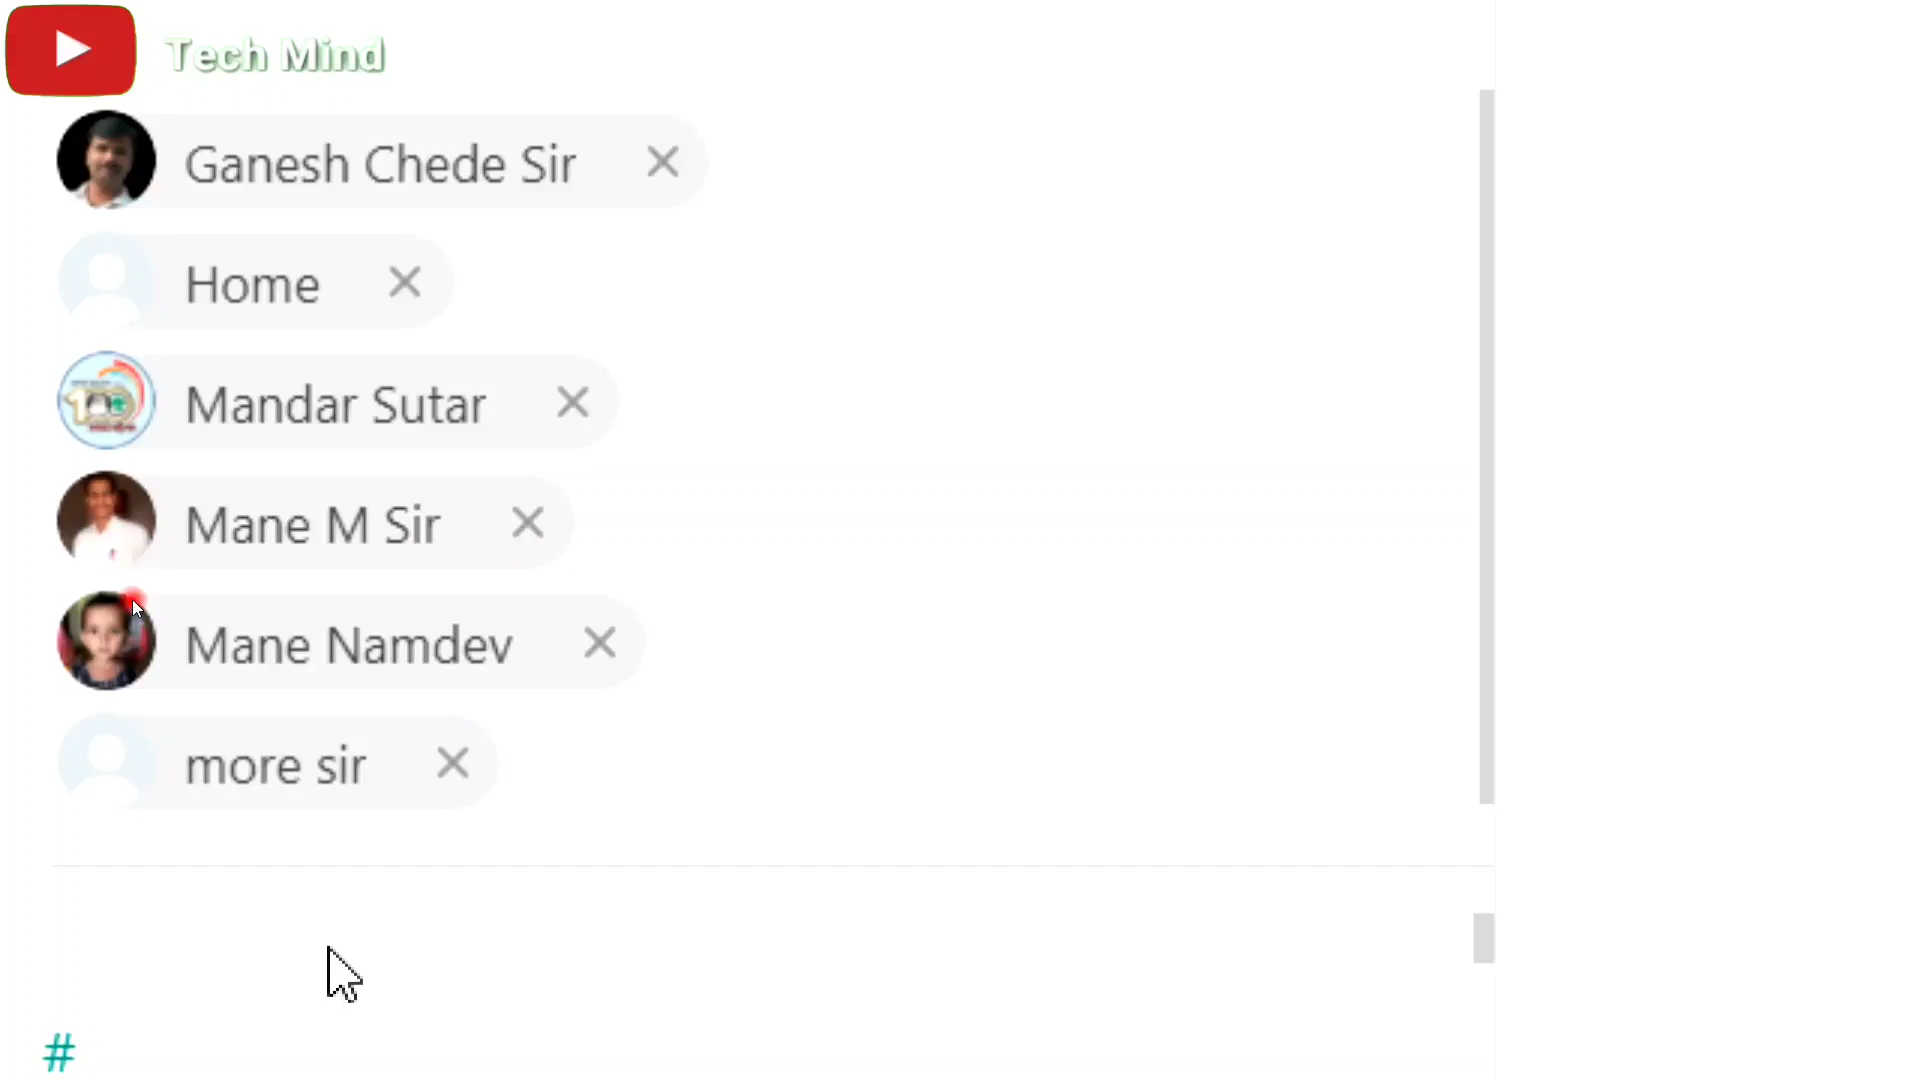 Tech Mind
Ganesh Chede Sir
Home
Mandar Sutar
Mane M Sir
Mane Namdev
more sir
#